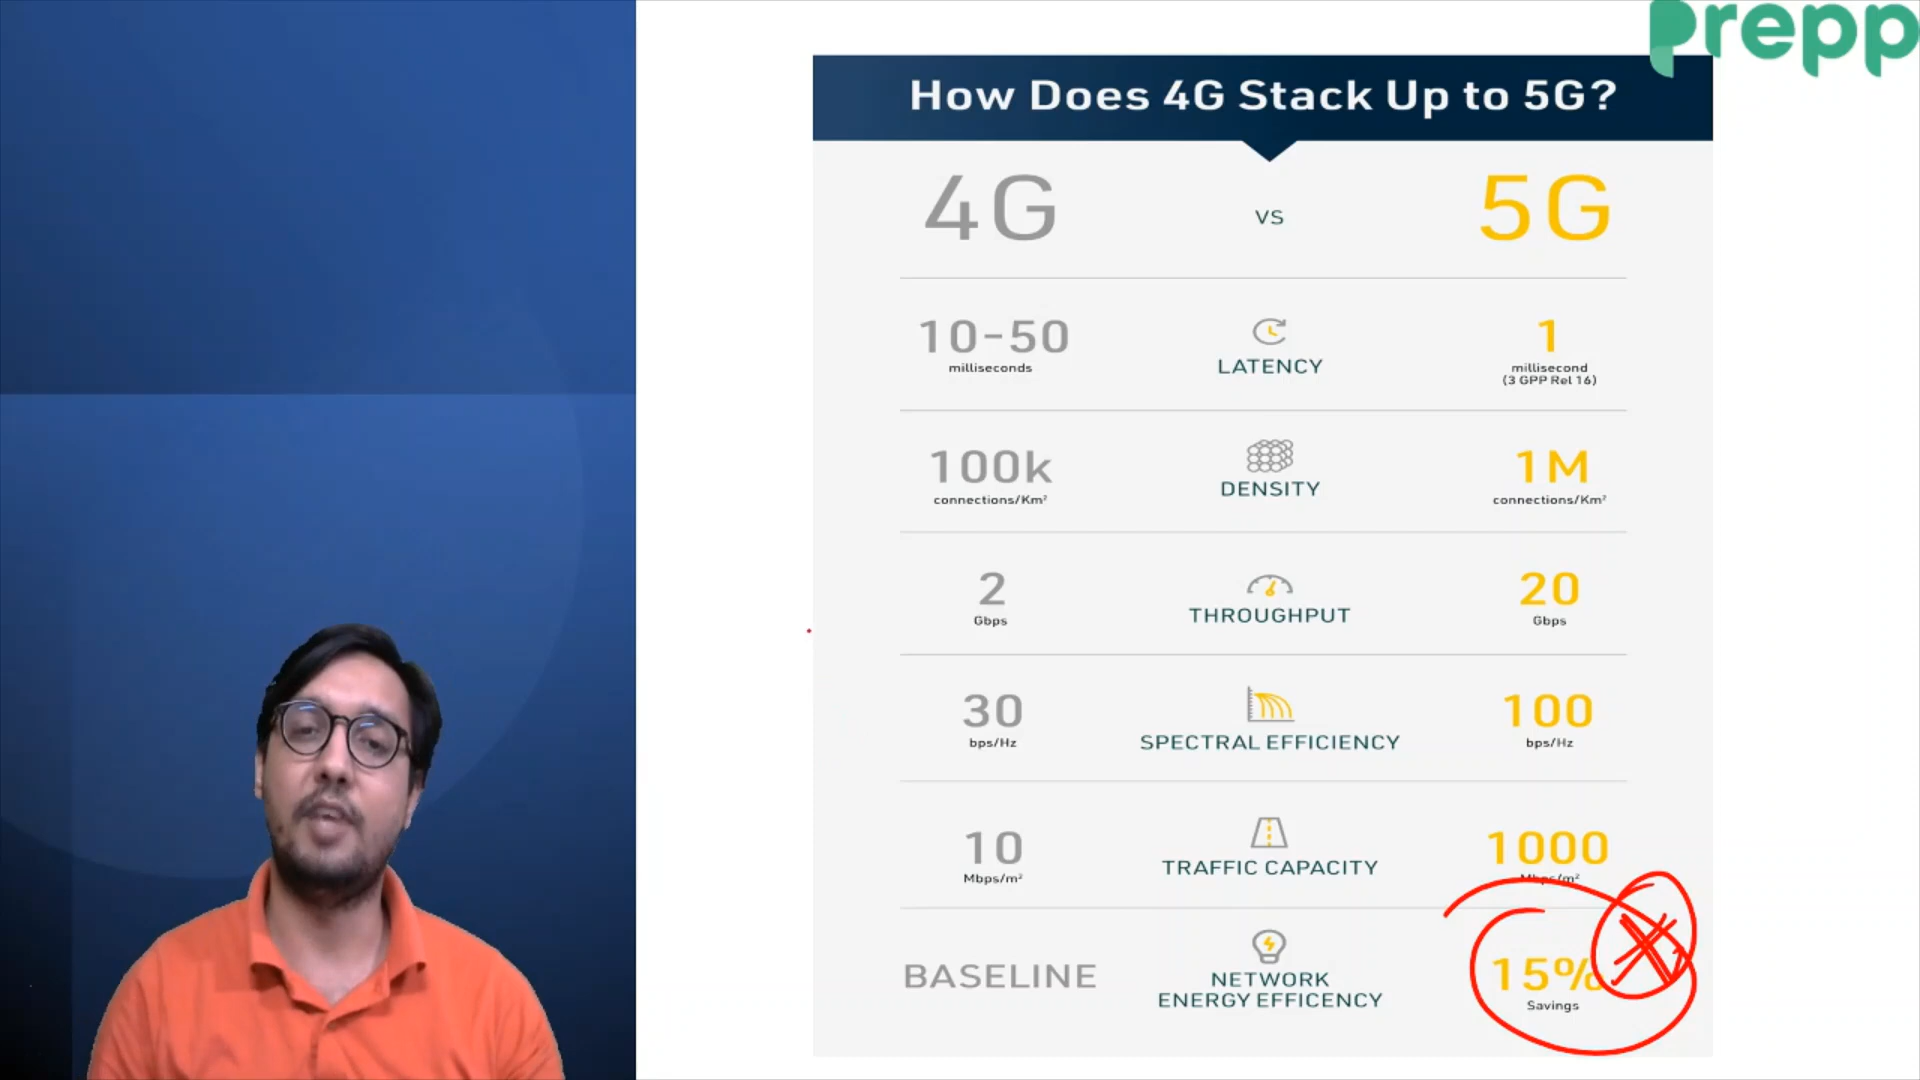 prepp
How Does 4G Stack Up to 5G?
4G VS 5G
10-50 milliseconds LATENCY 1 millisecond (3 GPP Rel 16)
100k connections/Km² DENSITY 1M connections/Km²
2 Gbps THROUGHPUT 20 Gbps
30 bps/Hz SPECTRAL EFFICIENCY 100 bps/Hz
10 Mbps/m² TRAFFIC CAPACITY 1000 Mbps/m²
BASELINE NETWORK ENERGY EFFICENCY 15% Savings